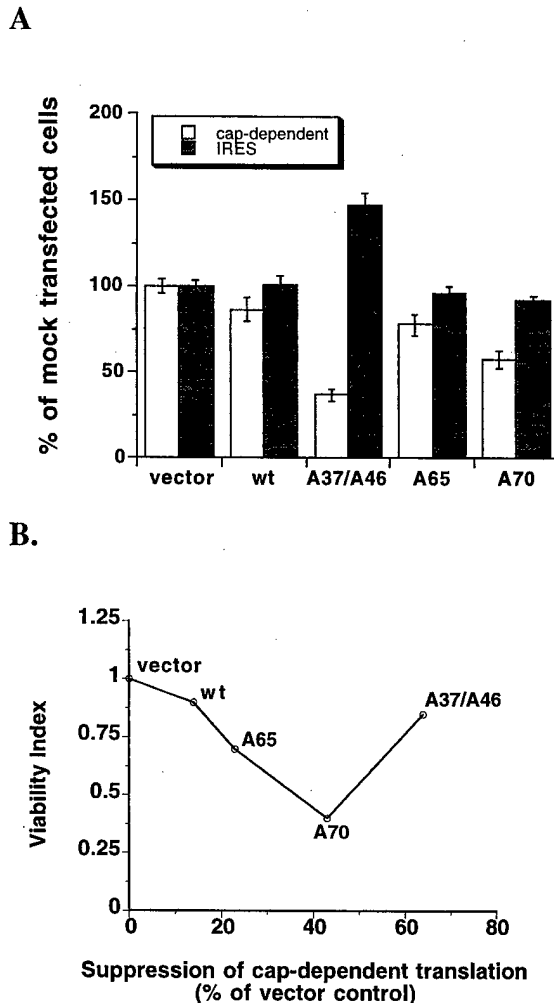 A
% of mock transfected cells
200
150
100
50
0
cap-dependent
IRES
vector wt A37/A46 A65 A70
B.
Viability Index
1.25
1
0.75
0.5
0.25
0
vector
wt
A65
A70
A37/A46
0 20 40 60 80
Suppression of cap-dependent translation
(% of vector control)